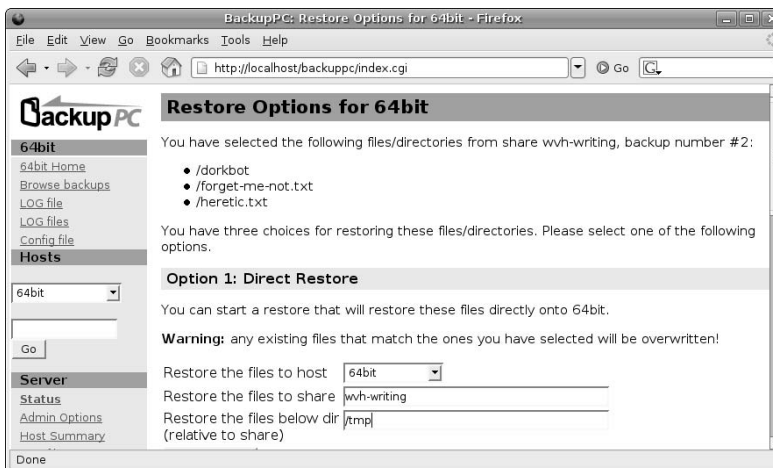 BackupPC: Restore Options for 64bit - Firefox
File Edit View Go Bookmarks Tools Help
http://localhost/backuppc/index.cgi Go G
BackupPC
64bit
64bit Home
Browse backups
LOG file
LOG files
Config file
Hosts
64bit
Go
Server
Status
Admin Options
Host Summary
Restore Options for 64bit
You have selected the following files/directories from share wvh-writing, backup number #2:
• /dorkbot
• /forget-me-not.txt
• /heretic.txt
You have three choices for restoring these files/directories. Please select one of the following
options.
Option 1: Direct Restore
You can start a restore that will restore these files directly onto 64bit.
Warning: any existing files that match the ones you have selected will be overwritten!
Restore the files to host 64bit
Restore the files to share wvh-writing
Restore the files below dir /tmp
(relative to share)
Done